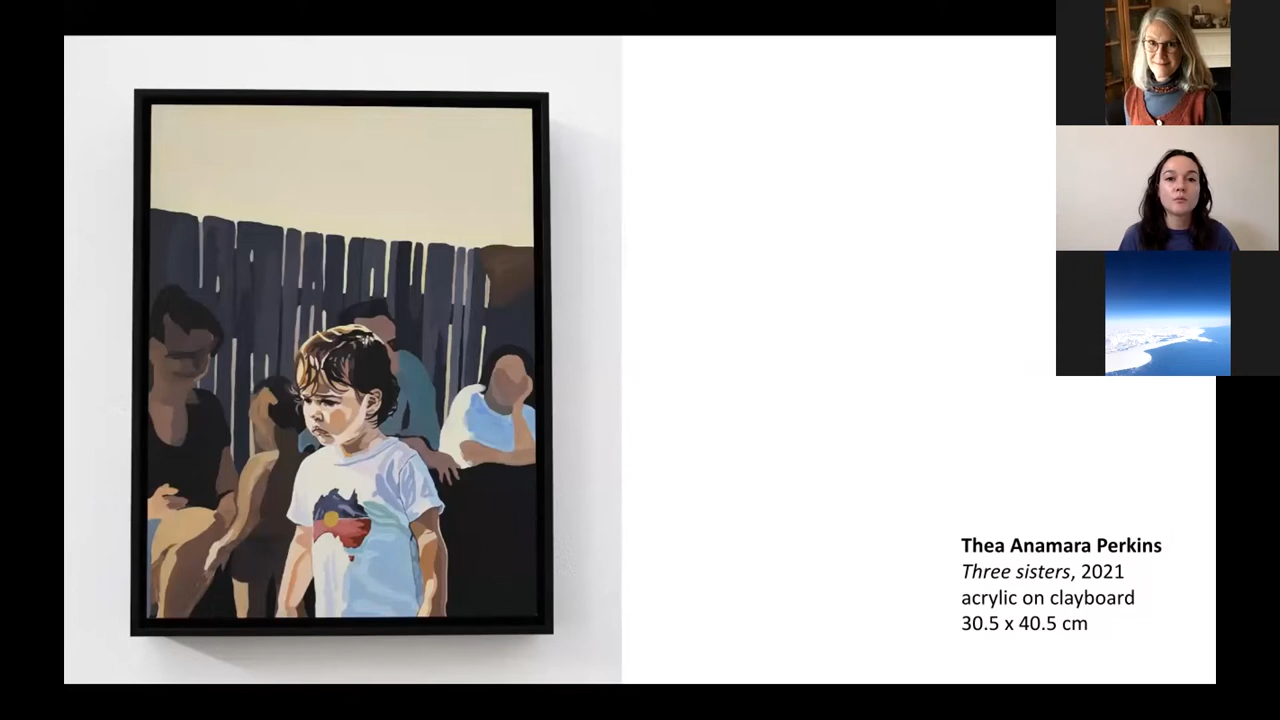 Thea Anamara Perkins
Three sisters, 2021
acrylic on clayboard
30.5 x 40.5 cm